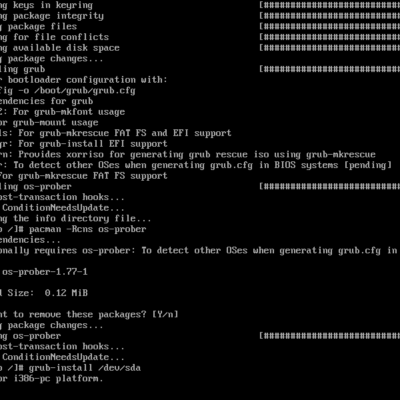 ng keys in keyring [############################
ng package integrity [############################
g package files [############################
ng for file conflicts [############################
ng available disk space [############################
g package changes...
ling grub [############################
r bootloader configuration with:
fig -o /boot/grub/grub.cfg
endencies for grub
2: For grub-mkfont usage
or grub-mount usage
ls: For grub-mkrescue FAT FS and EFI support
gr: For grub-install EFI support
rn: Provides xorriso for generating grub rescue iso using grub-mkrescue
r: To detect other OSes when generating grub.cfg in BIOS systems [pending]
For grub-mkrescue FAT FS support
ling os-prober [############################
ost-transaction hooks...
 ConditionNeedsUpdate...
ng the info directory file...
o /]# pacman -Rcns os-prober
endencies...
onally requires os-prober: To detect other OSes when generating grub.cfg in
 os-prober-1.77-1
d Size: 0.12 MiB
nt to remove these packages? [Y/n]
g package changes...
ng os-prober [############################
ost-transaction hooks...
 ConditionNeedsUpdate...
o /]# grub-install /dev/sda
or i386-pc platform.